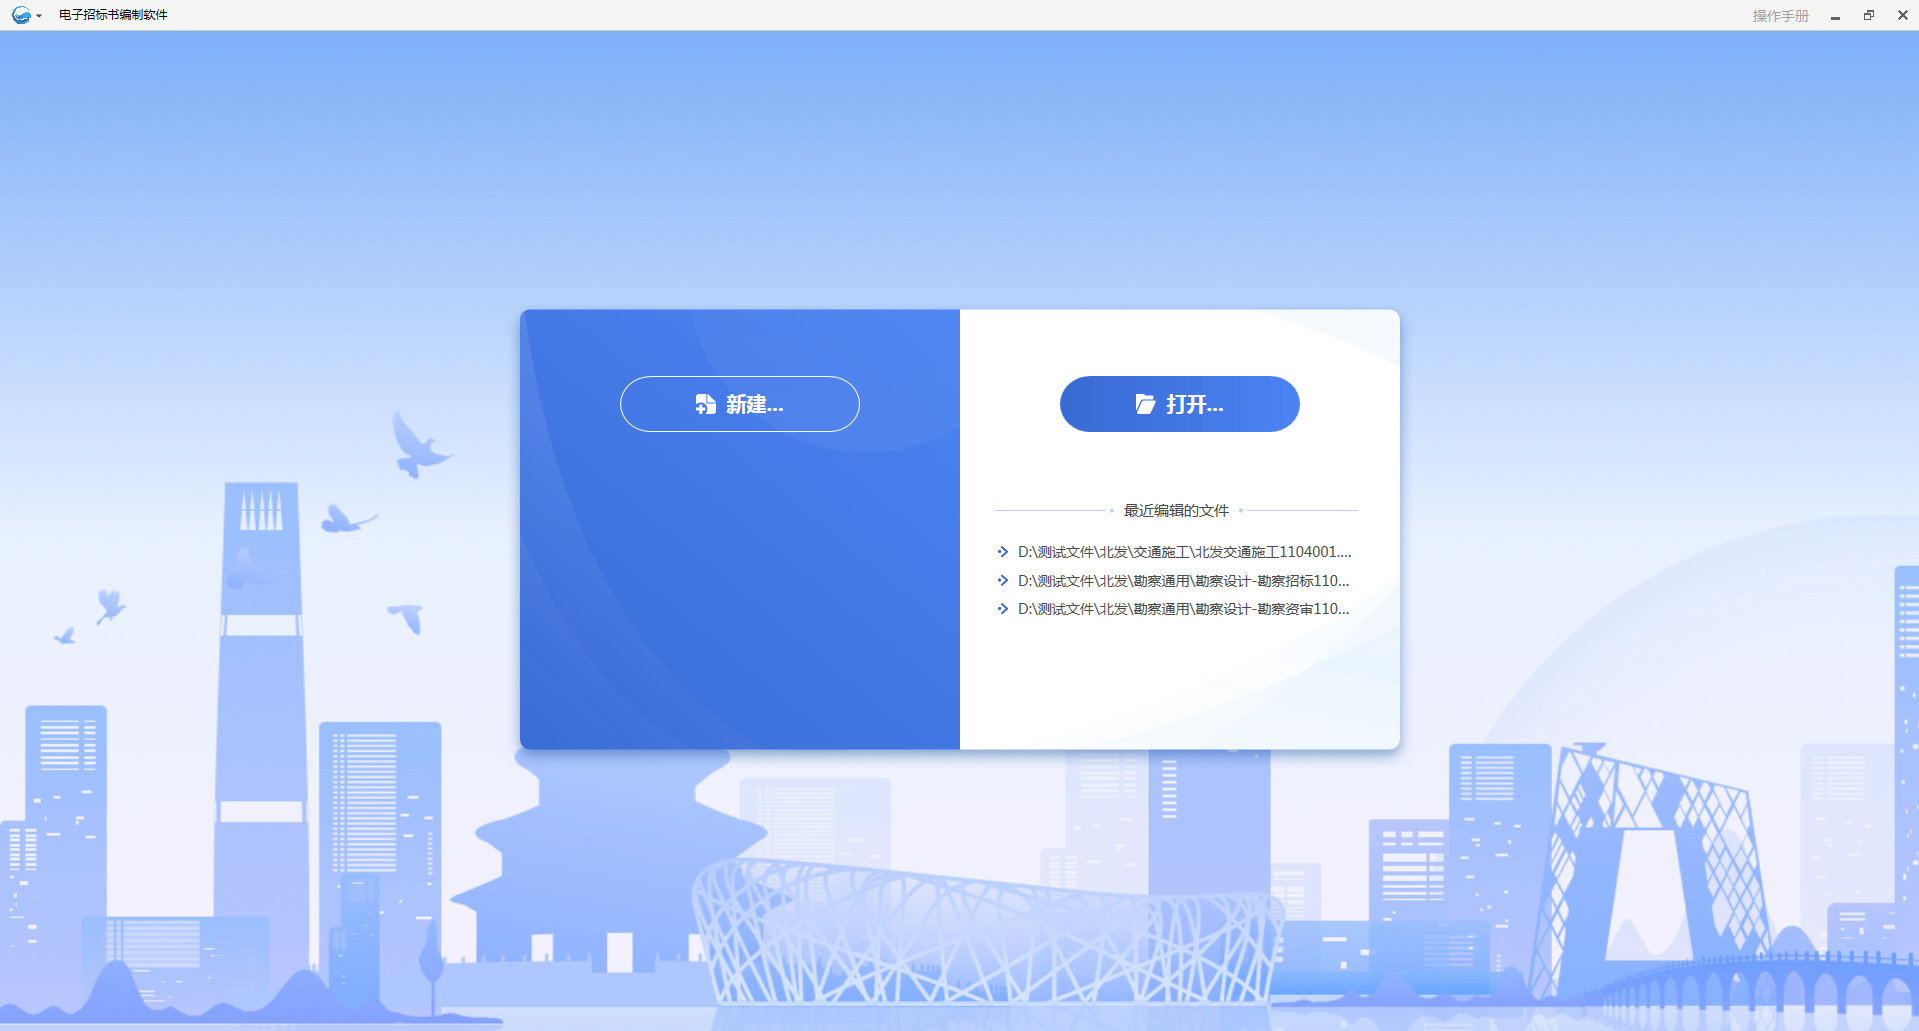 电子招标书编制软件
操作手册
新建...
打开...
最近编辑的文件
D:\测试文件\北发\交通施工\北发交通施工1104001....
D:\测试文件\北发\勘察通用\勘察设计-勘察招标110...
D:\测试文件\北发\勘察通用\勘察设计-勘察咨审110...